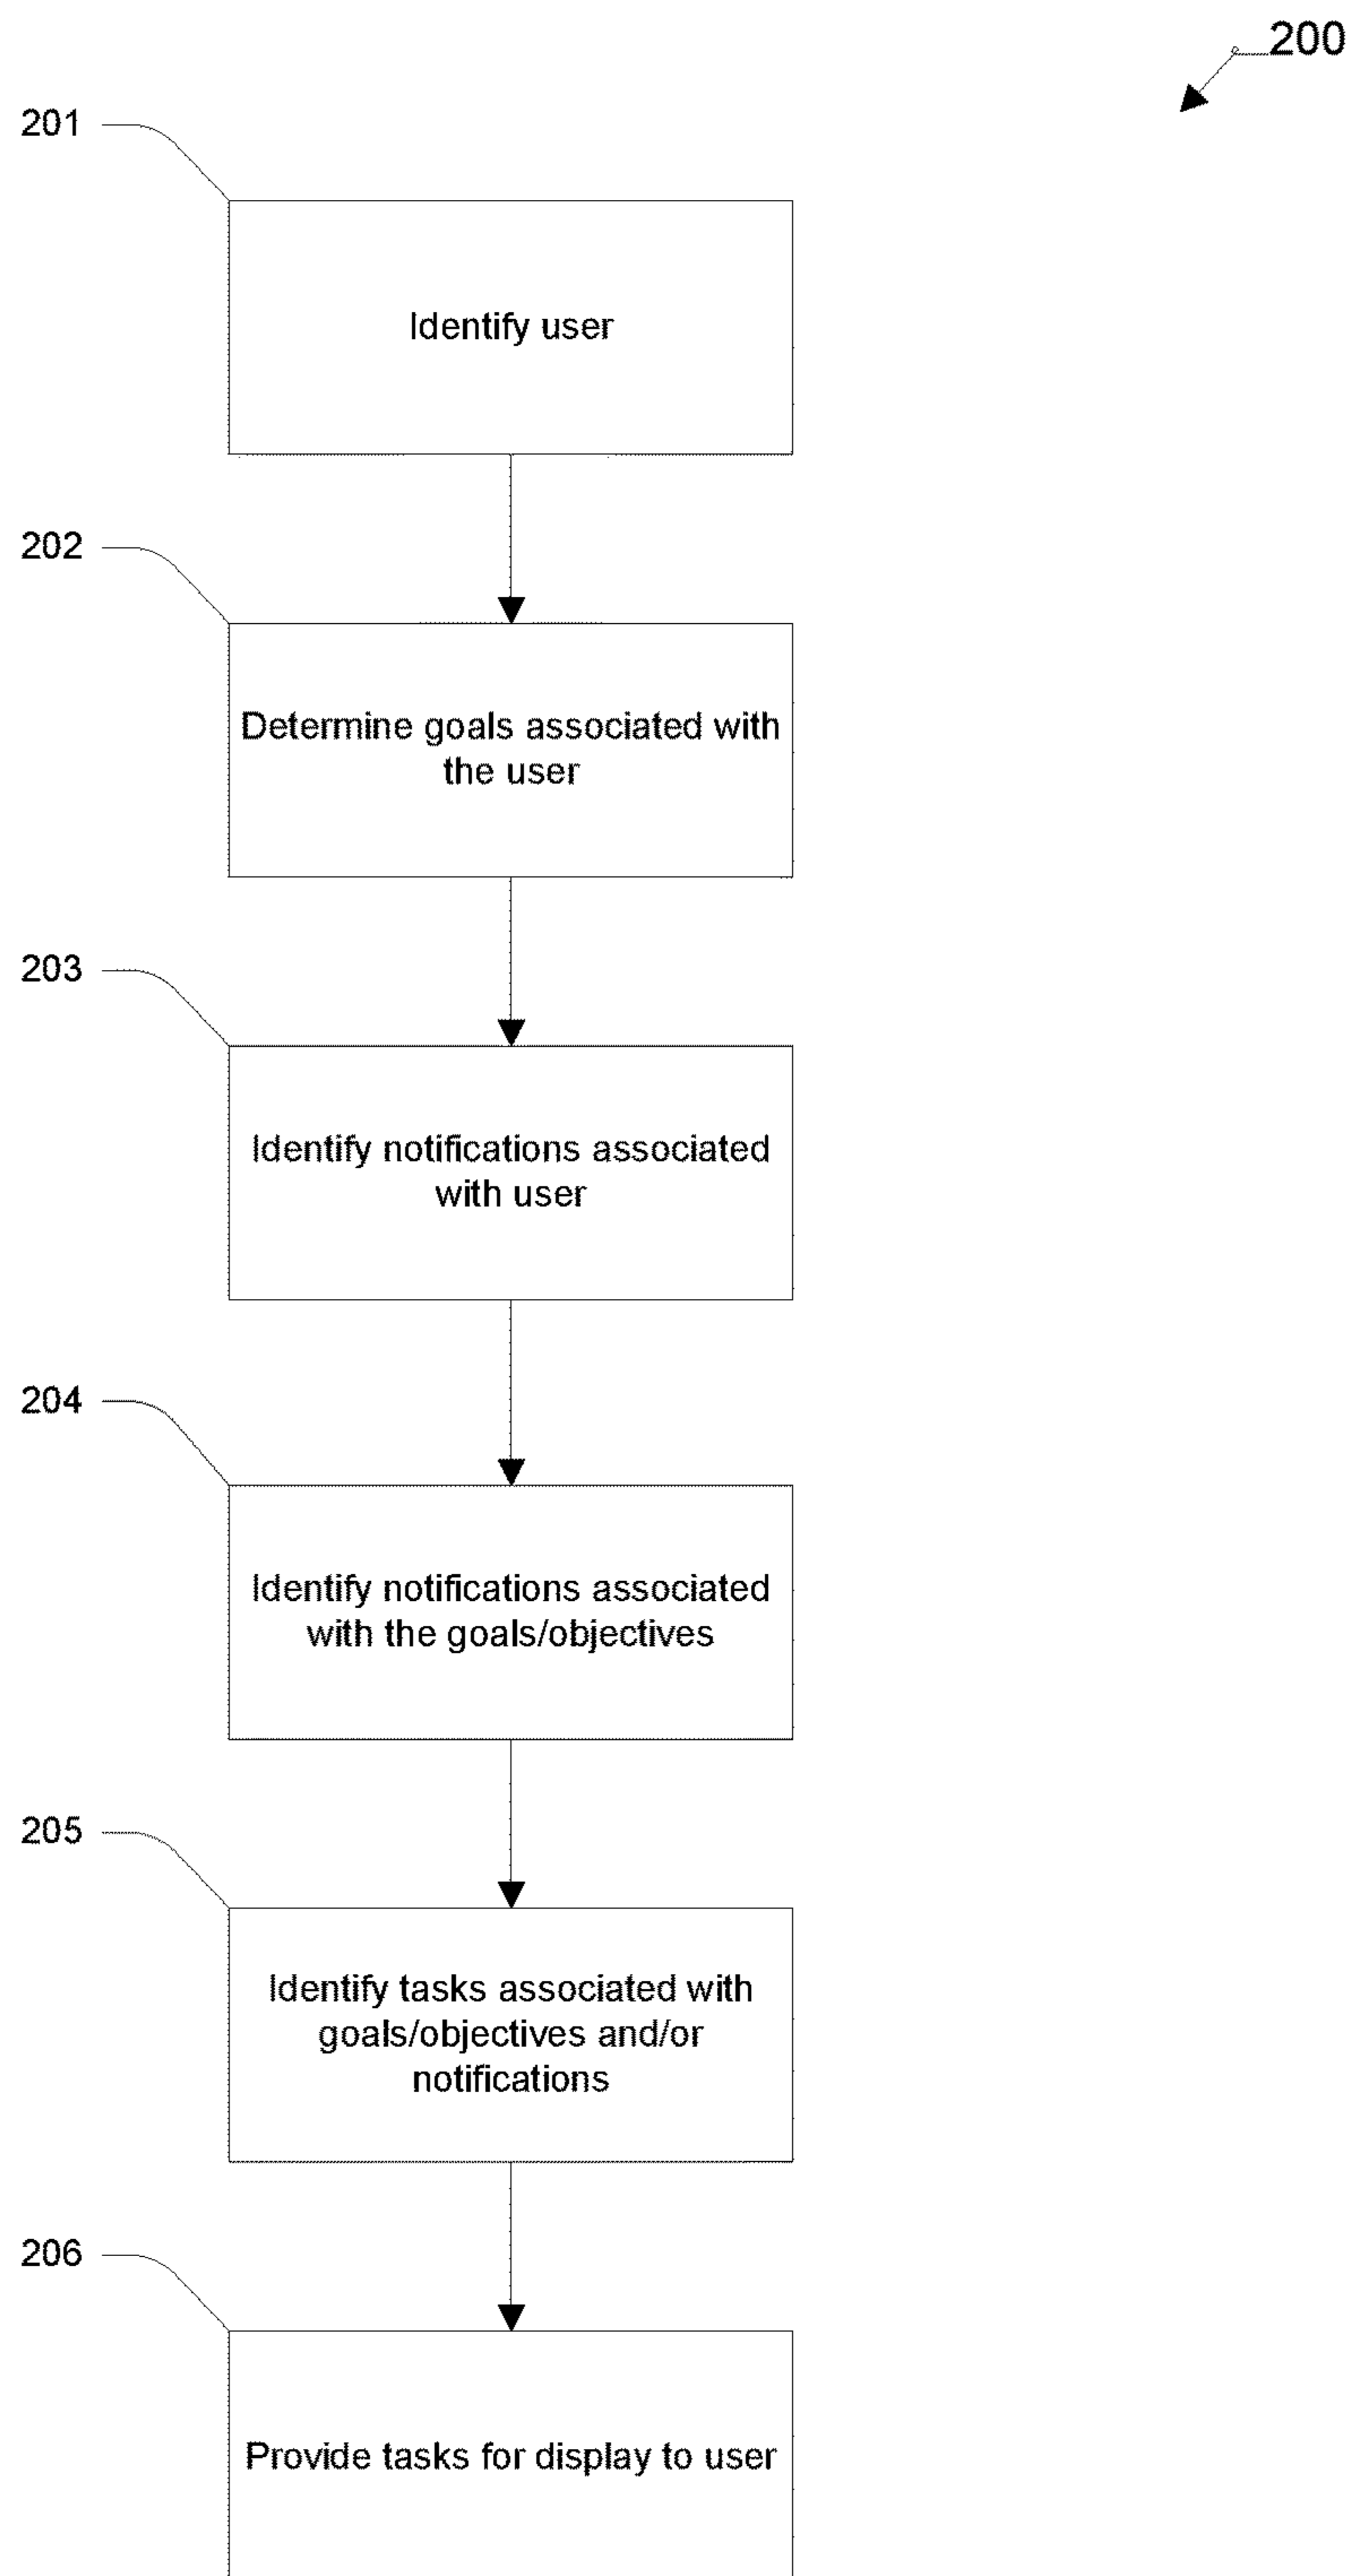 200
201
Identify user
202
Determine goals associated with
the user
203
Identify notifications associated
with user
204
Identify notifications associated
with the goals/objectives
205
Identify tasks associated with
goals/objectives and/or
notifications
206
Provide tasks for display to user